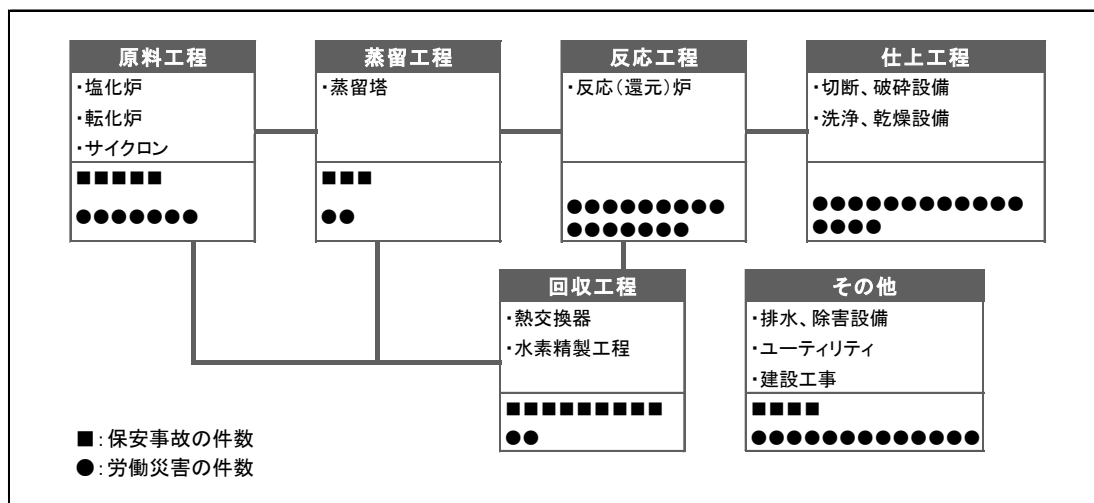 原料工程
・塩化炉
・転化炉
・サイクロン
■■■■■
●●●●●●●
蒸留工程
・蒸留塔
■■■
●●
反応工程
・反応(還元)炉
●●●●●●●●●
●●●●●●●
仕上工程
・切断、破砕設備
・洗浄、乾燥設備
●●●●●●●●●●●●
●●●●
回収工程
・熱交換器
・水素精製工程
■■■■■■■■■
●●
その他
・排水、除害設備
・ユーティリティ
・建設工事
■■■■
●●●●●●●●●●●●●
■:保安事故の件数
●:労働災害の件数